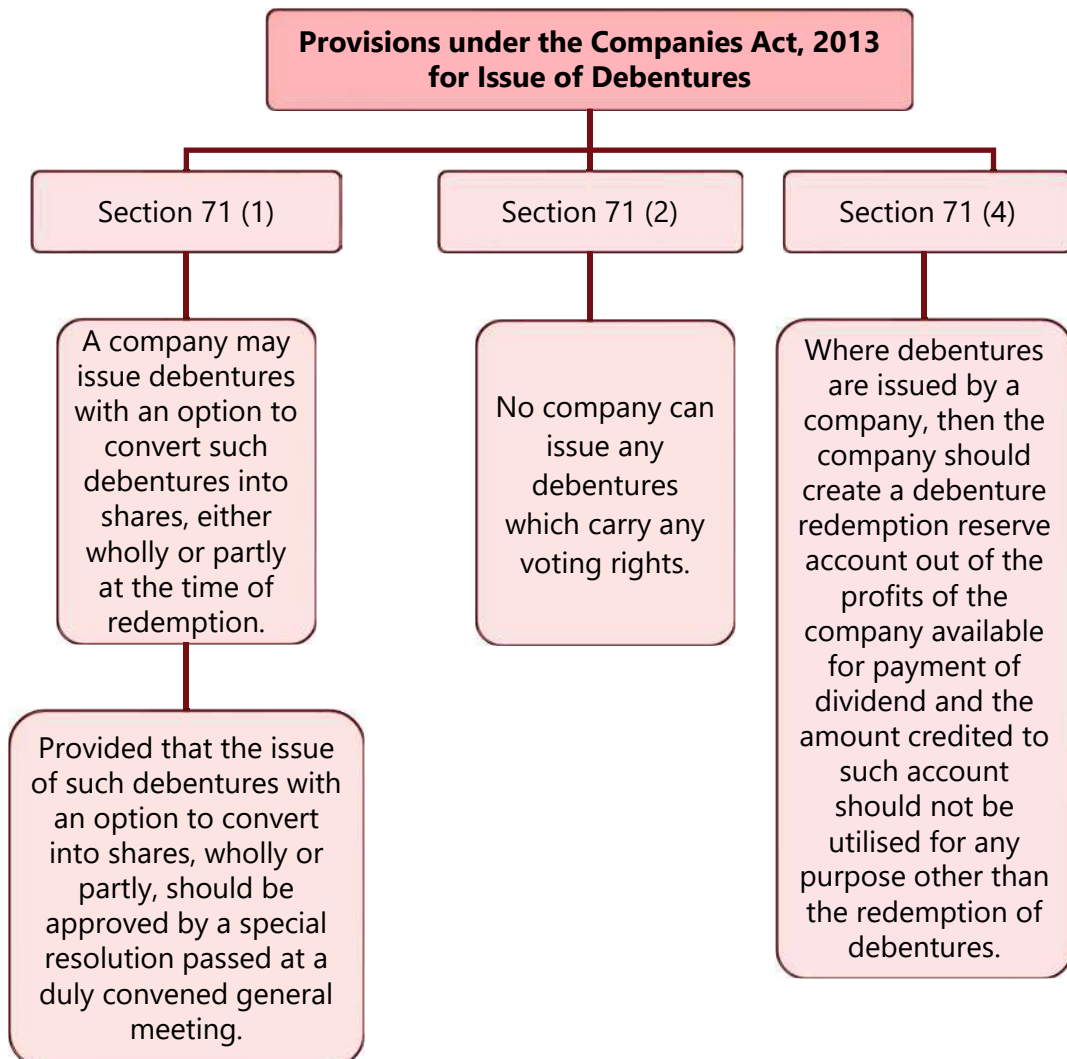 Provisions under the Companies Act, 2013
for Issue of Debentures
Section 71 (1)
A company may
issue debentures
with an option to
convert such
debentures into
shares, either
wholly or partly
at the time of
redemption.
Provided that the issue
of such debentures with
an option to convert
into shares, wholly or
partly, should be
approved by a special
resolution passed at a
duly convened general
meeting.
Section 71 (2)
No company can
issue any
debentures
which carry any
voting rights.
Section 71 (4)
Where debentures
are issued by a
company, then the
company should
create a debenture
redemption reserve
account out of the
profits of the
company available
for payment of
dividend and the
amount credited to
such account
should not be
utilised for any
purpose other than
the redemption of
debentures.